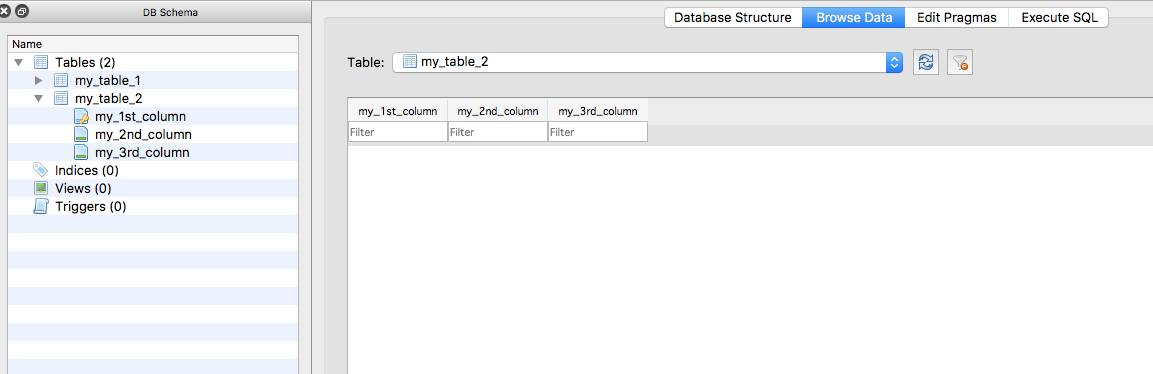 DB Schema
Name
Tables (2)
my_table_1
my_table_2
my_1st_column
my_2nd_column
my_3rd_column
Indices (0)
Views (0)
Triggers (0)
Database Structure Browse Data Edit Pragmas Execute SQL
Table: my_table_2
my_1st_column my_2nd_column my_3rd_column
Filter Filter Filter